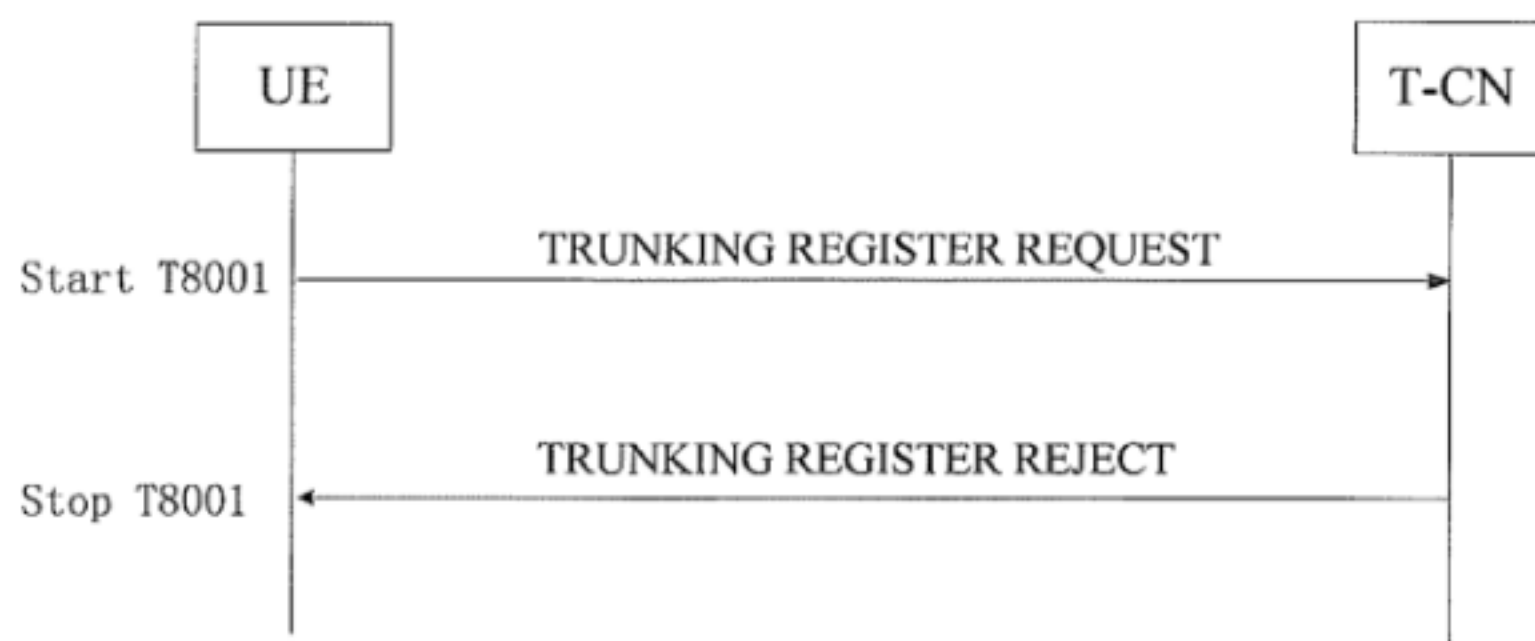 UE
T-CN
TRUNKING REGISTER REQUEST
Start T8001
TRUNKING REGISTER REJECT
Stop T8001